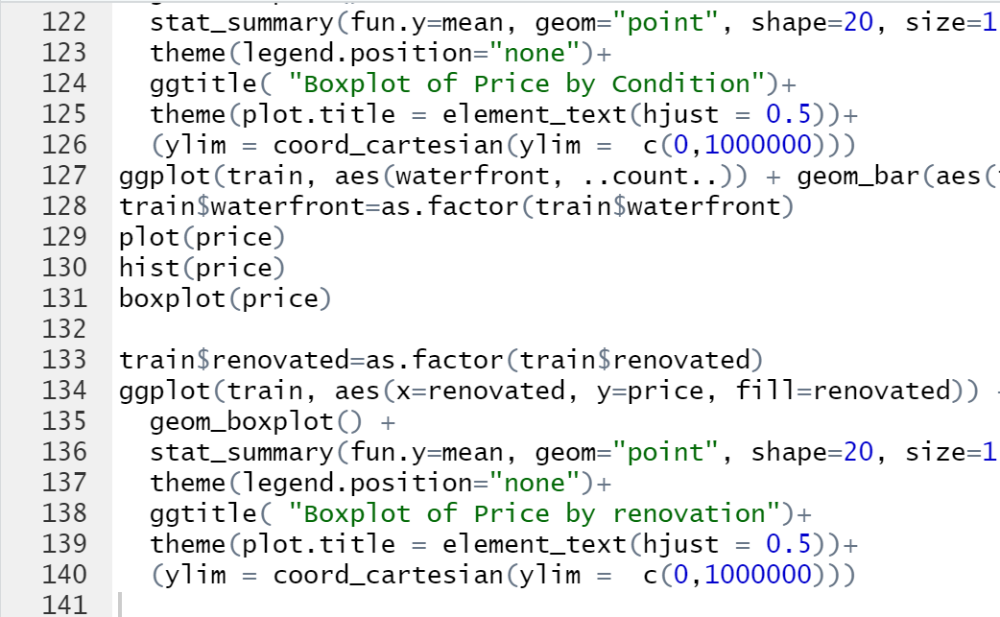 122 stat_summary(fun.y=mean, geom="point", shape=20, size=1
123 theme(legend.position="none")+
124 ggtitle( "Boxplot of Price by Condition")+
125 theme(plot.title = element_text(hjust = 0.5))+
126 (ylim = coord_cartesian(ylim =  c(0,1000000)))
127 ggplot(train, aes(waterfront, ..count..)) + geom_bar(aes(
128 train$waterfront=as.factor(train$waterfront)
129 plot(price)
130 hist(price)
131 boxplot(price)
132
133 train$renovated=as.factor(train$renovated)
134 ggplot(train, aes(x=renovated, y=price, fill=renovated))
135 geom_boxplot() +
136 stat_summary(fun.y=mean, geom="point", shape=20, size=1
137 theme(legend.position="none")+
138 ggtitle( "Boxplot of Price by renovation")+
139 theme(plot.title = element_text(hjust = 0.5))+
140 (ylim = coord_cartesian(ylim =  c(0,1000000)))
141